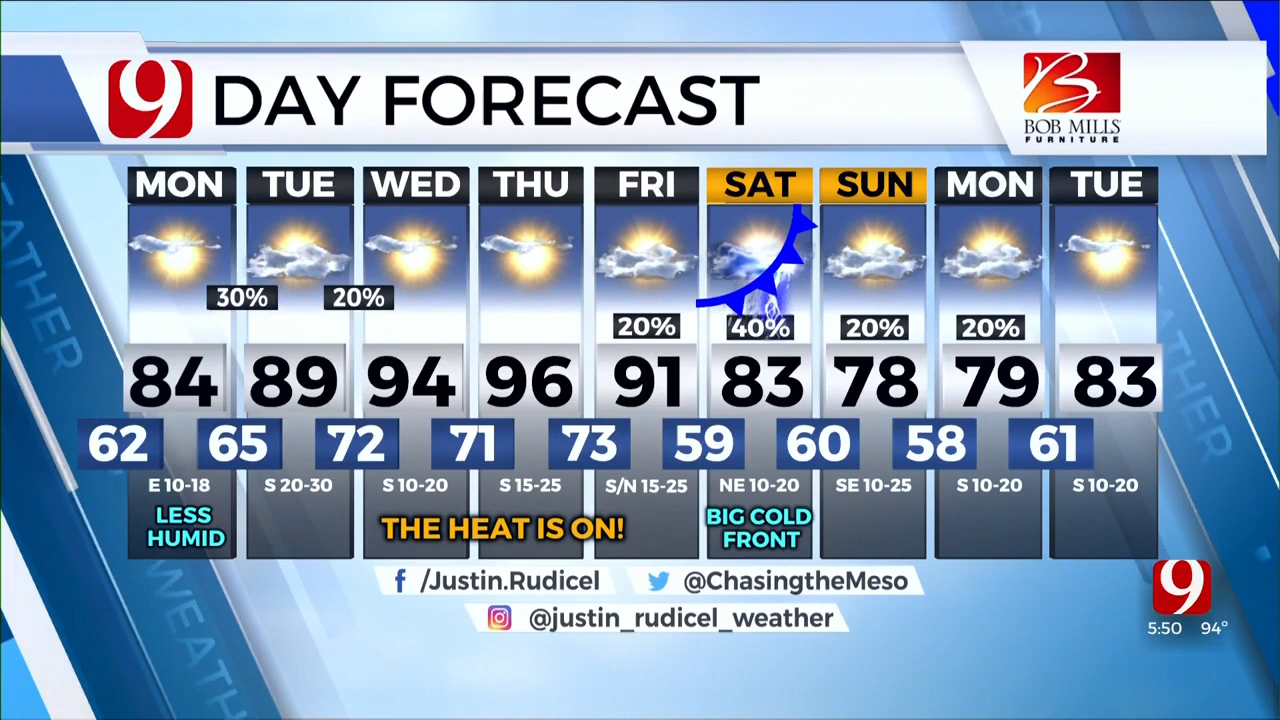 9 DAY FORECAST
BOB MILLS
FURNITURE
MON TUE WED THU FRI SAT SUN MON TUE
30% 20%
20% 40% 20% 20%
84 89 94 96 91 83 78 79 83
62 65 72 71 73 59 60 58 61
E 10-18 S 20-30 S 10-20 S 15-25 S/N 15-25 NE 10-20 SE 10-25 S 10-20 S 10-20
LESS
HUMID
THE HEAT IS ON!
BIG COLD
FRONT
/Justin.Rudicel @ChasingtheMeso
@justin_rudicel_weather
9
5:50 94°
WEATHER
EATHER
WEATH